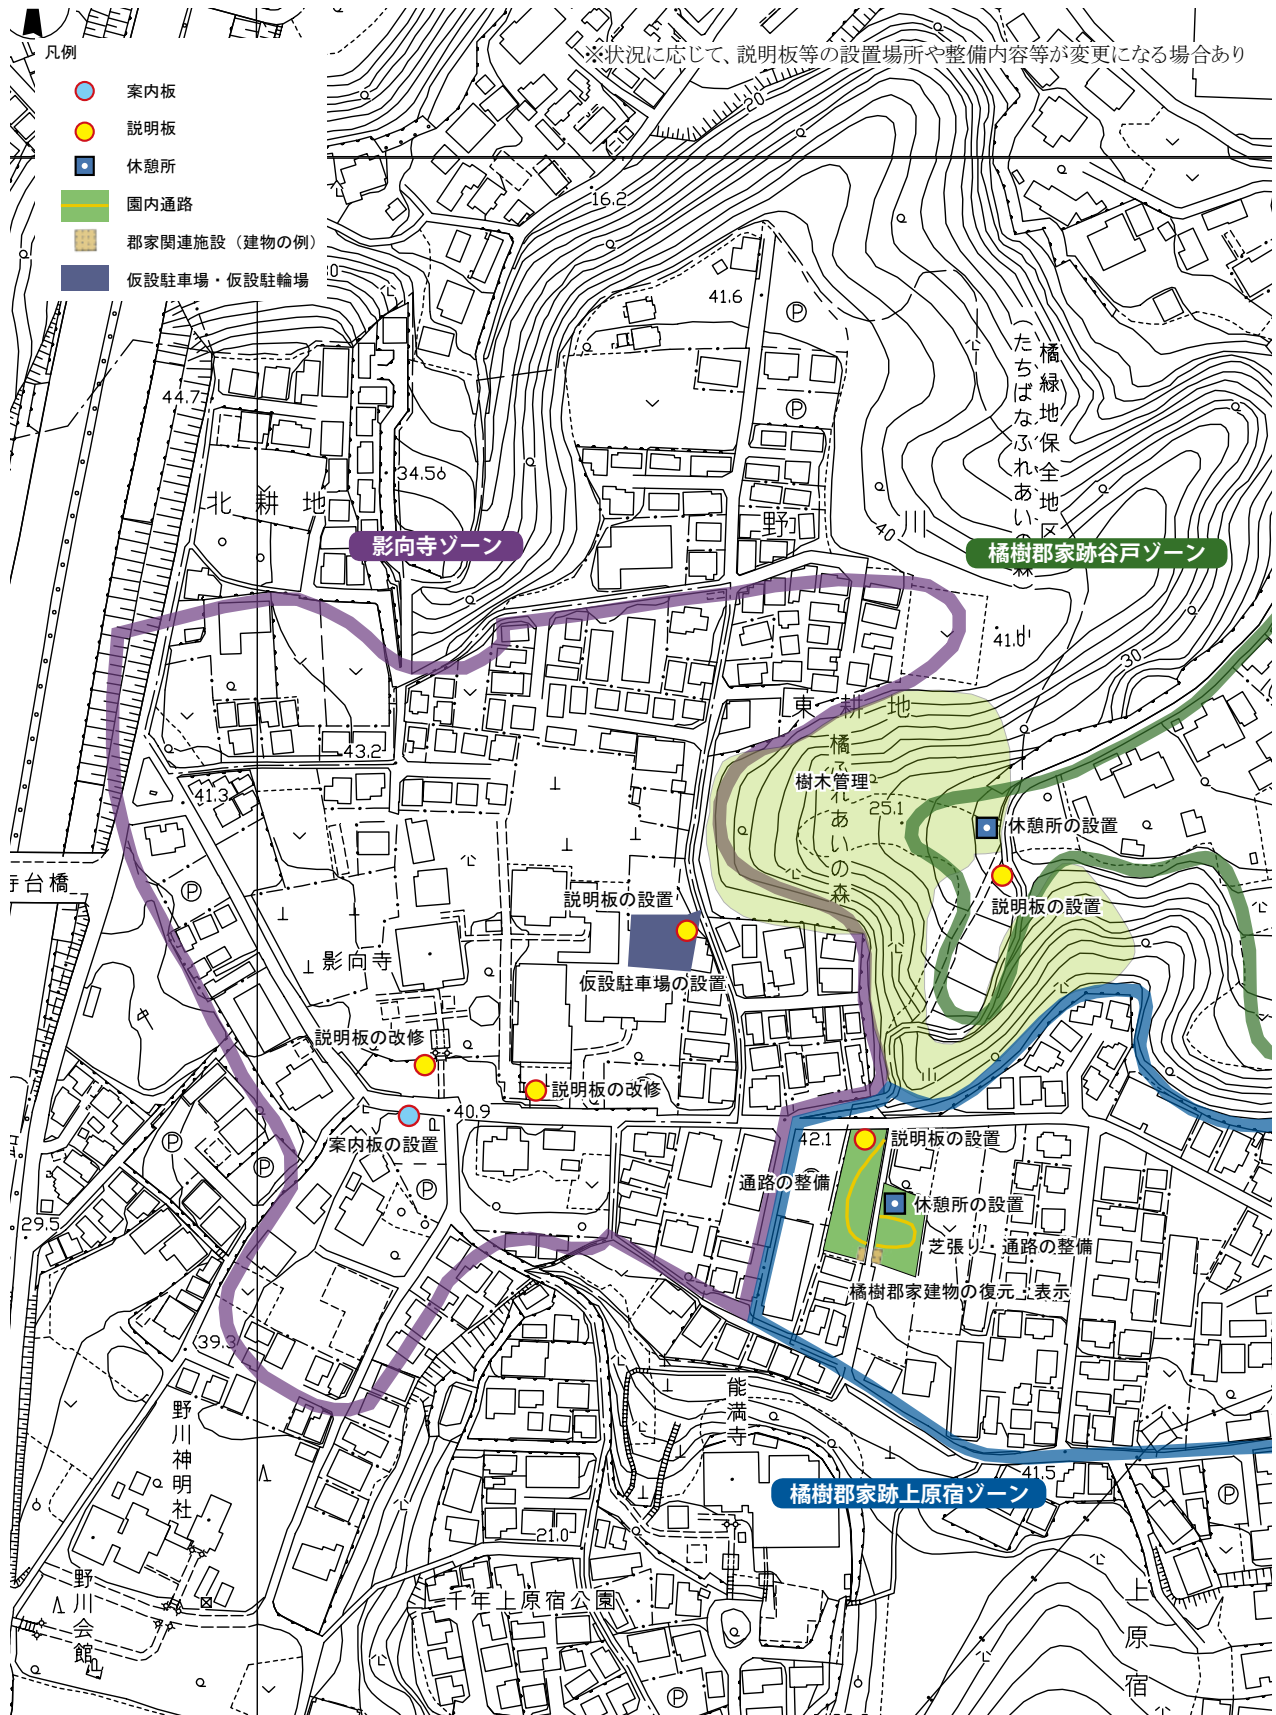 凡例
※状況に応じて、説明板等の設置場所や整備内容等が変更になる場合あり
案内板
説明板
休憩所
園内通路
郡家関連施設（建物の例）
仮設駐車場・仮設駐輪場
20
16.2
41.6
Ⓟ
橘緑地保全地区
（たちばなふれあいの森）
44.7
Ⓟ
34.56
北耕地
野川
40
影向寺ゾーン
橘樹郡家跡谷戸ゾーン
41.0
30
東耕地
43.2
橘ふれあいの森
樹木管理
41.3
25.1
休憩所の設置
寺台橋
Ⓟ
説明板の設置
説明板の設置
影向寺
仮設駐車場の設置
説明板の改修
説明板の改修
40.9
案内板の設置
42.1
説明板の設置
Ⓟ
Ⓟ
Ⓟ
通路の整備
休憩所の設置
29.5
芝張り・通路の整備
橘樹郡家建物の復元・表示
39.3
野川神明社
能満寺
41.5
橘樹郡家跡上原宿ゾーン
Ⓟ
21.0
野川会館
千年上原宿公園
上原宿
Ⓟ